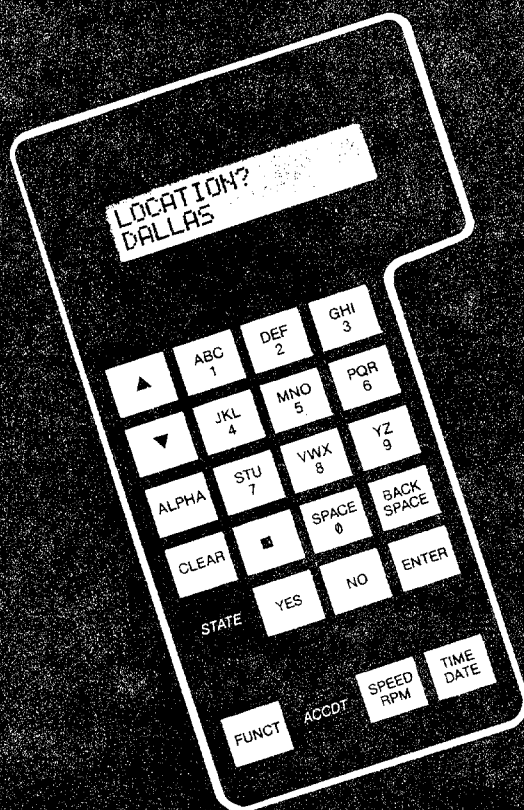 LOCATION?
DALLAS
▲
ABC
1
DEF
2
GHI
3
▼
JKL
4
MNO
5
PQR
6
ALPHA
STU
7
VWX
8
YZ
9
CLEAR
■
SPACE
0
BACK
SPACE
STATE
YES
NO
ENTER
FUNCT
ACCDT
SPEED
RPM
TIME
DATE